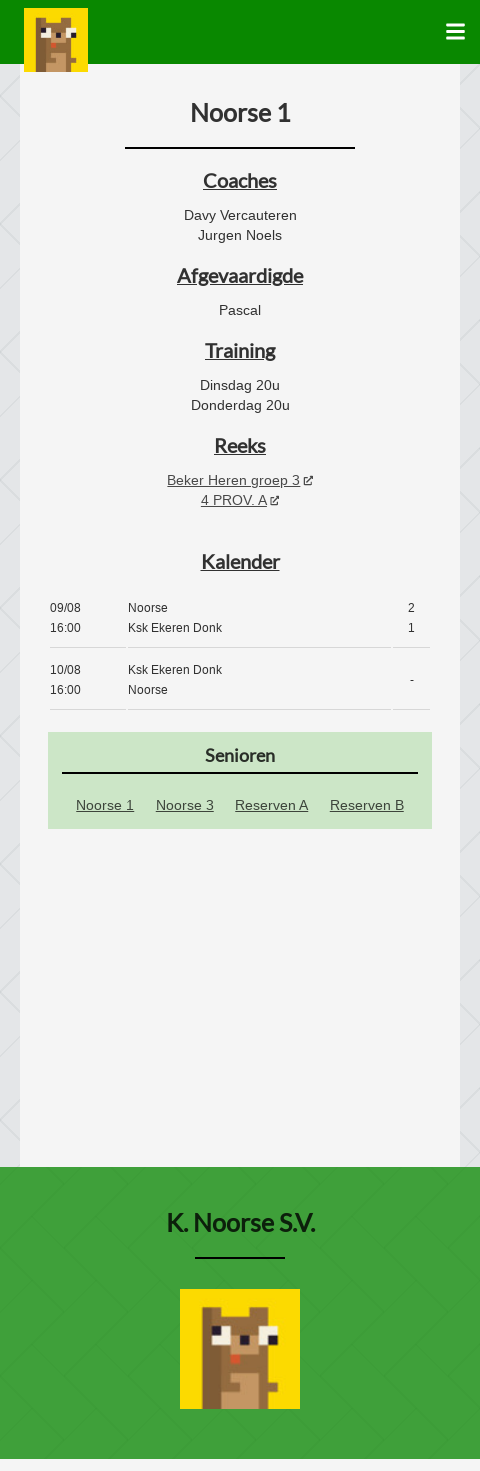 Noorse 1
Coaches
Davy Vercauteren
Jurgen Noels
Afgevaardigde
Pascal
Training
Dinsdag 20u
Donderdag 20u
Reeks
Beker Heren groep 3
4 PROV. A
Kalender
09/08 Noorse 2
16:00 Ksk Ekeren Donk 1
10/08 Ksk Ekeren Donk -
16:00 Noorse
Senioren
Noorse 1 Noorse 3 Reserven A Reserven B
K. Noorse S.V.